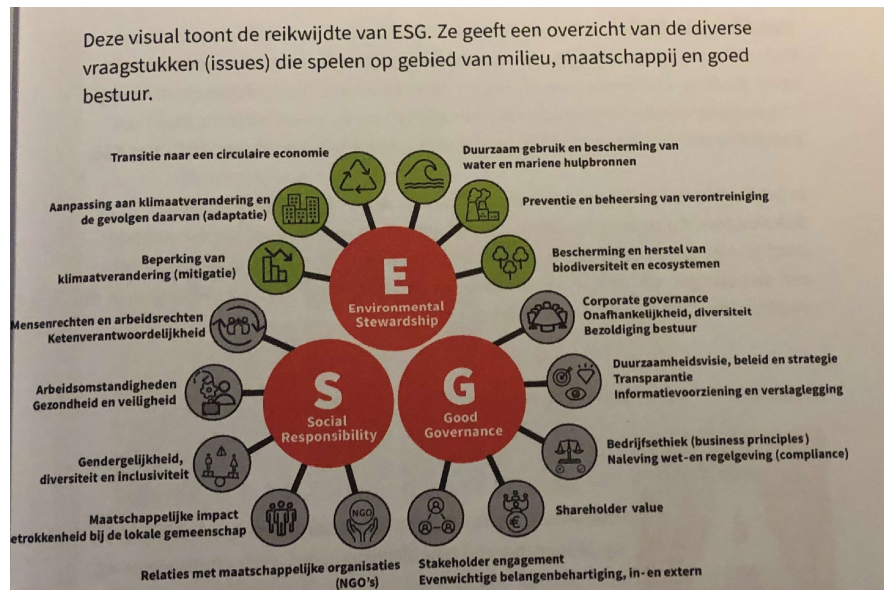 Deze visual toont de reikwijdte van ESG. Ze geeft een overzicht van de diverse
vraagstukken (issues) die spelen op gebied van milieu, maatschappij en goed
bestuur.
Transitie naar een circulaire economie
Duurzaam gebruik en bescherming van
water en mariene hulpbronnen
Aanpassing aan klimaatverandering en
de gevolgen daarvan (adaptatie)
Preventie en beheersing van verontreiniging
Beperking van
klimaatverandering (mitigatie)
Bescherming en herstel van
biodiversiteit en ecosystemen
E
Environmental
Stewardship
Mensenrechten en arbeidsrechten
Ketenverantwoordelijkheid
Corporate governance
Onafhankelijkheid, diversiteit
Bezoldiging bestuur
Arbeidsomstandigheden
Gezondheid en veiligheid
S
Social
Responsibility
G
Good
Governance
Duurzaamheidsvisie, beleid en strategie
Transparantie
Informatievoorziening en verslaglegging
Gendergelijkheid,
diversiteit en inclusiviteit
Bedrijfsethiek (business principles)
Naleving wet- en regelgeving (compliance)
Maatschappelijke impact
etrokkenheid bij de lokale gemeenschap
NGO
€
Shareholder value
Relaties met maatschappelijke organisaties
(NGO's)
Stakeholder engagement
Evenwichtige belangenbehartiging, in- en extern